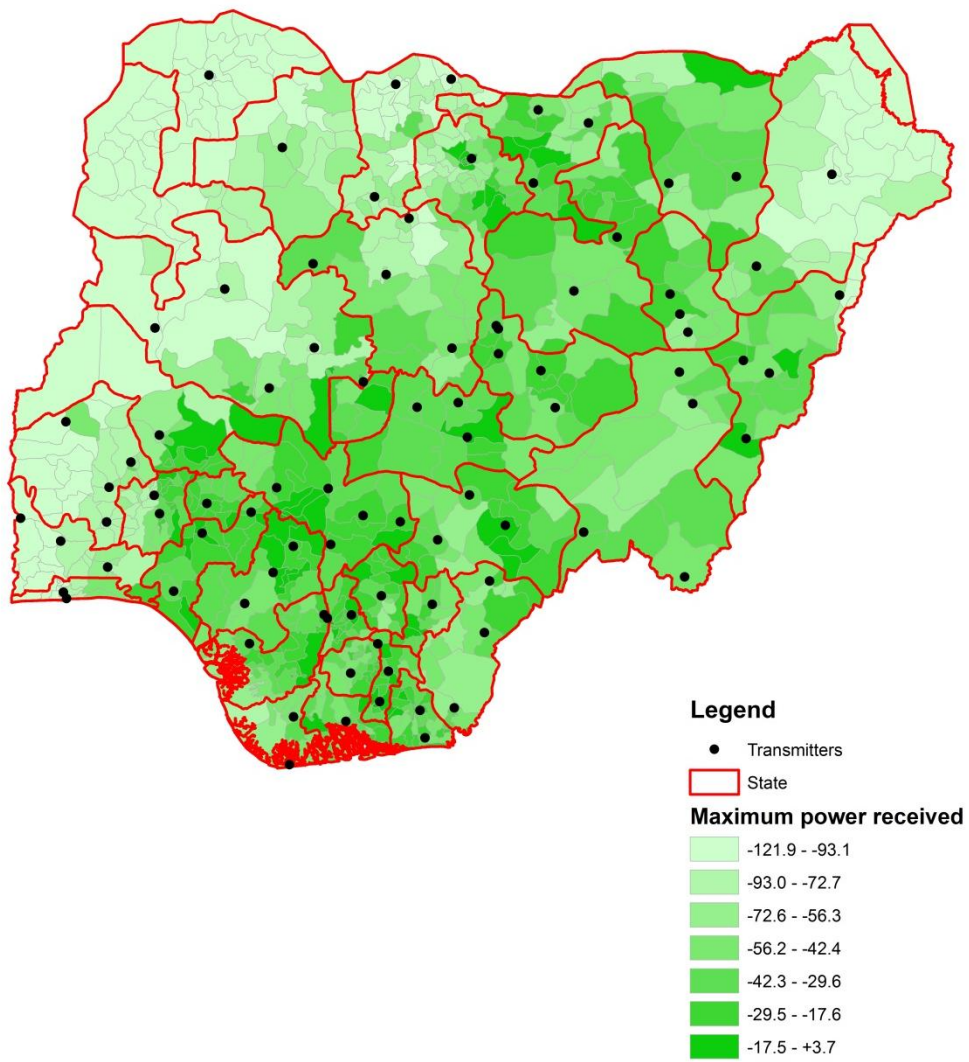 Legend
Transmitters
State
Maximum power received
-121.9 - -93.1
-93.0 - -72.7
-72.6 - -56.3
-56.2 - -42.4
-42.3 - -29.6
-29.5 - -17.6
-17.5 - +3.7